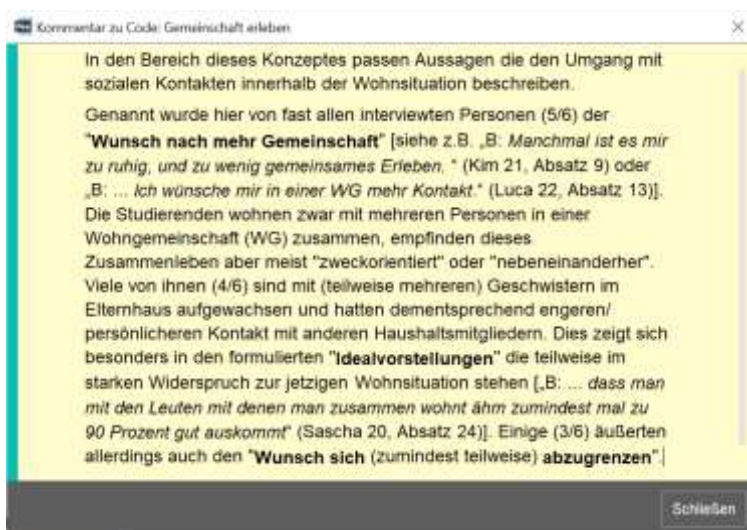 Kommentar zu Code: Gemeinschaft erleben
In den Bereich dieses Konzeptes passen Aussagen die den Umgang mit
sozialen Kontakten innerhalb der Wohnsituation beschreiben.
Genannt wurde hier von fast allen interviewten Personen (5/6) der
"Wunsch nach mehr Gemeinschaft" [siehe z.B. „B: Manchmal ist es mir
zu ruhig, und zu wenig gemeinsames Erleben. “ (Kim 21, Absatz 9) oder
„B: ... Ich wünsche mir in einer WG mehr Kontakt.“ (Luca 22, Absatz 13)].
Die Studierenden wohnen zwar mit mehreren Personen in einer
Wohngemeinschaft (WG) zusammen, empfinden dieses
Zusammenleben aber meist "zweckorientiert" oder "nebeneinanderher".
Viele von ihnen (4/6) sind mit (teilweise mehreren) Geschwistern im
Elternhaus aufgewachsen und hatten dementsprechend engeren/
persönlicheren Kontakt mit anderen Haushaltsmitgliedern. Dies zeigt sich
besonders in den formulierten "Idealvorstellungen" die teilweise im
starken Widerspruch zur jetzigen Wohnsituation stehen [„B: ... dass man
mit den Leuten mit denen man zusammen wohnt ähm zumindest mal zu
90 Prozent gut auskommt“ (Sascha 20, Absatz 24)]. Einige (3/6) äußerten
allerdings auch den "Wunsch sich (zumindest teilweise) abzugrenzen".
Schließen